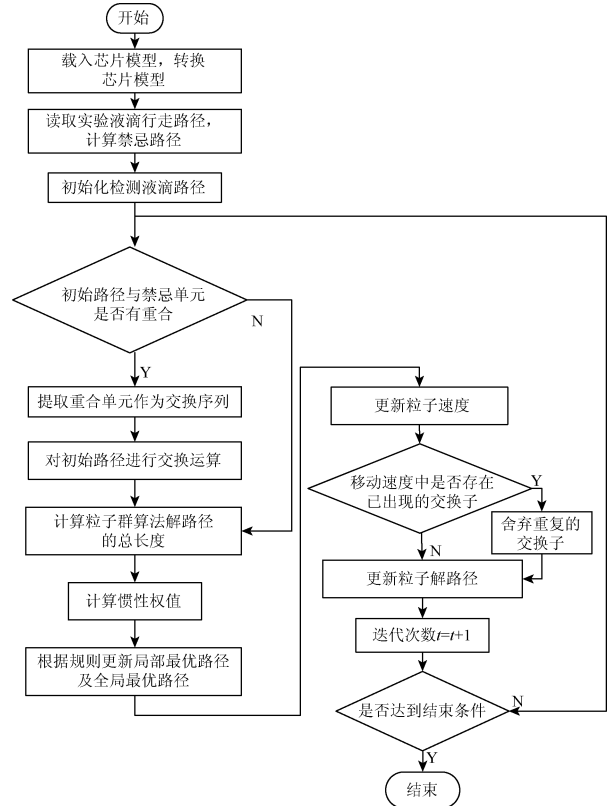 开始
载入芯片模型，转换
芯片模型
读取实验液滴行走路径，
计算禁忌路径
初始化检测液滴路径
初始路径与禁忌单元
是否有重合
N
Y
提取重合单元作为交换序列
对初始路径进行交换运算
计算粒子群算法解路径
的总长度
计算惯性权值
根据规则更新局部最优路径
及全局最优路径
更新粒子速度
移动速度中是否存在
已出现的交换子
Y
舍弃重复的
交换子
N
更新粒子解路径
迭代次数t=t+1
是否达到结束条件
N
Y
结束